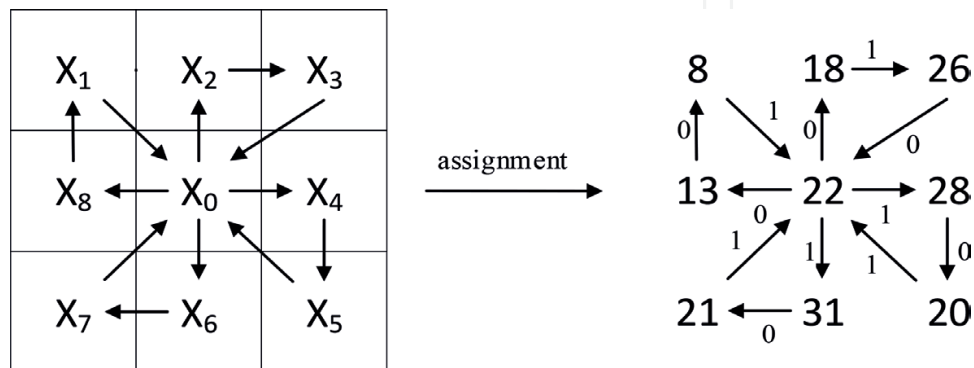 X₁ X₂ X₃
X₈ X₀ X₄
X₇ X₆ X₅
assignment
8 18 1 26
0 1 0 0
13 0 22 1 28
1 1 1 0
21 0 31 20